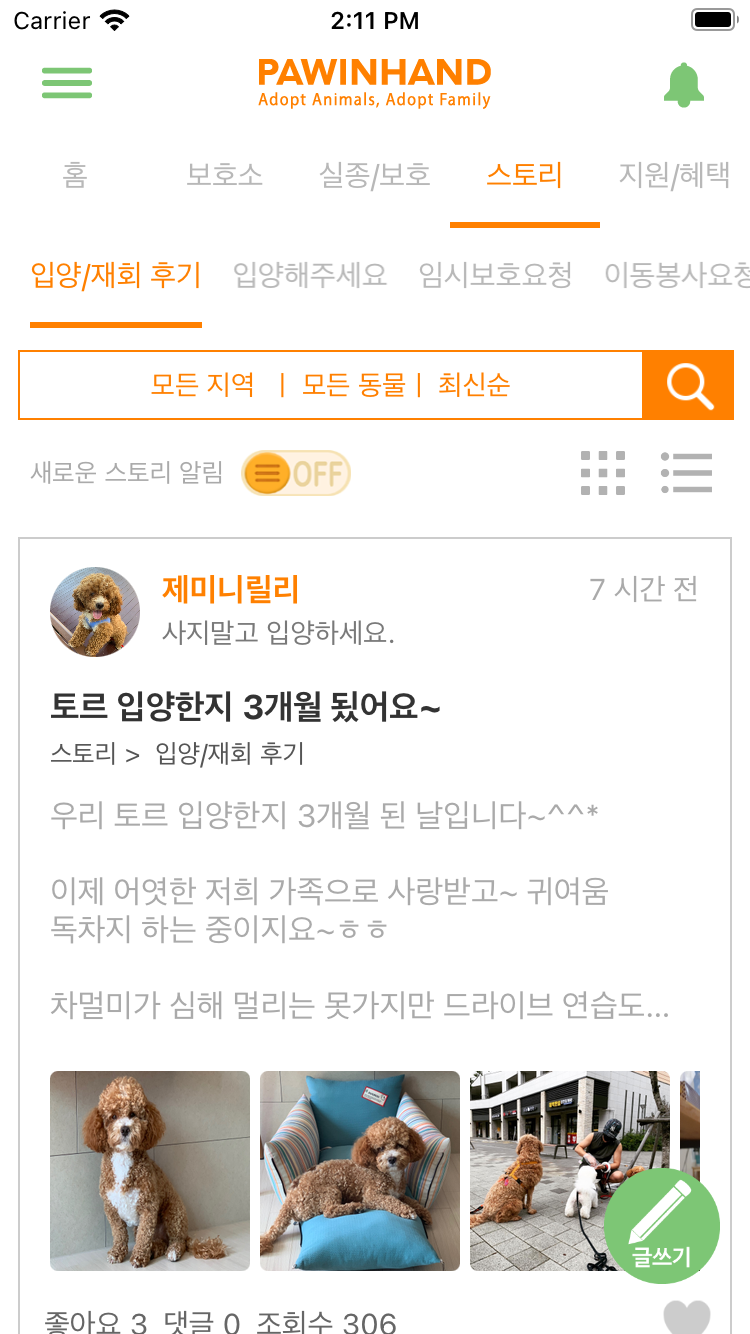 Carrier 2:11 PM
PAWINHAND
Adopt Animals, Adopt Family
홈 보호소 실종/보호 스토리 지원/혜택
입양/재회 후기 입양해주세요 임시보호요청 이동봉사요청
모든 지역 | 모든 동물 | 최신순
새로운 스토리 알림 OFF
제미니릴리 7 시간 전
사지말고 입양하세요.
토르 입양한지 3개월 됬어요~
스토리 > 입양/재회 후기
우리 토르 입양한지 3개월 된 날입니다~^^*
이제 어엿한 저희 가족으로 사랑받고~ 귀여움
독차지 하는 중이지요~ㅎㅎ
차멀미가 심해 멀리는 못가지만 드라이브 연습도...
글쓰기
좋아요 3 댓글 0 조회수 306